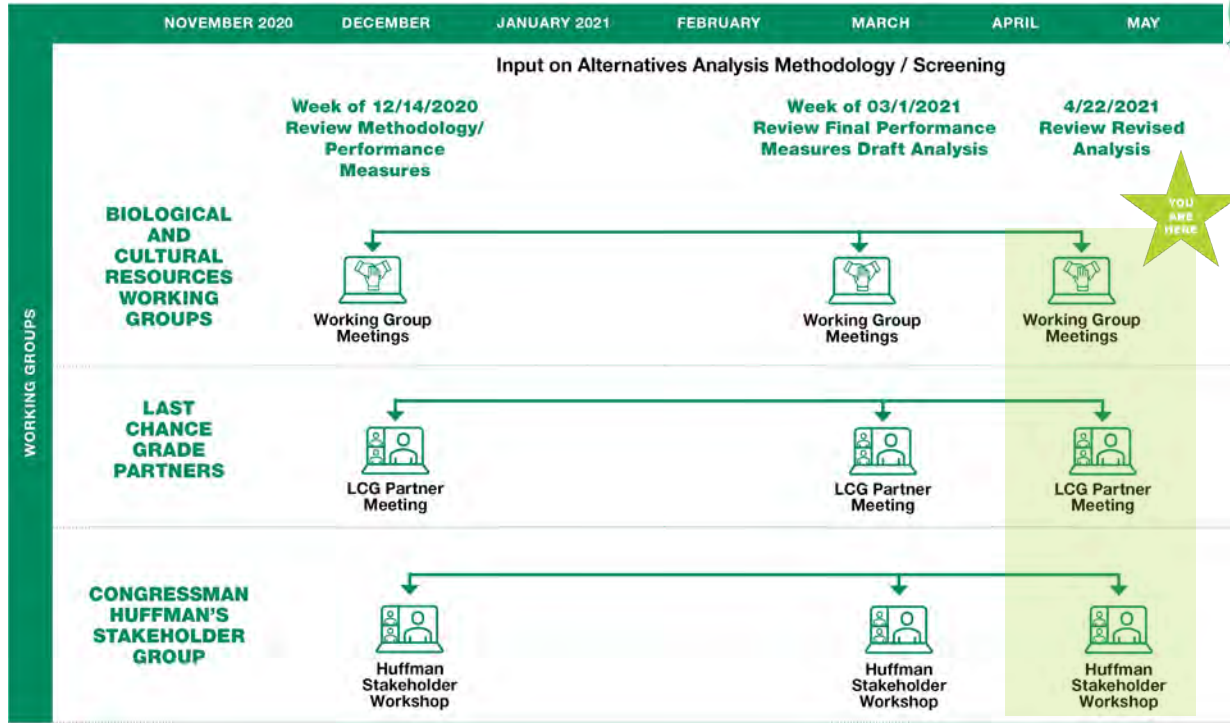 NOVEMBER 2020 DECEMBER JANUARY 2021 FEBRUARY MARCH APRIL MAY
Input on Alternatives Analysis Methodology / Screening
Week of 12/14/2020
Review Methodology/
Performance
Measures
Week of 03/1/2021
Review Final Performance
Measures Draft Analysis
4/22/2021
Review Revised
Analysis
YOU
ARE
HERE
WORKING GROUPS
BIOLOGICAL
AND
CULTURAL
RESOURCES
WORKING
GROUPS
Working Group
Meetings
Working Group
Meetings
Working Group
Meetings
LAST
CHANCE
GRADE
PARTNERS
LCG Partner
Meeting
LCG Partner
Meeting
LCG Partner
Meeting
CONGRESSMAN
HUFFMAN'S
STAKEHOLDER
GROUP
Huffman
Stakeholder
Workshop
Huffman
Stakeholder
Workshop
Huffman
Stakeholder
Workshop